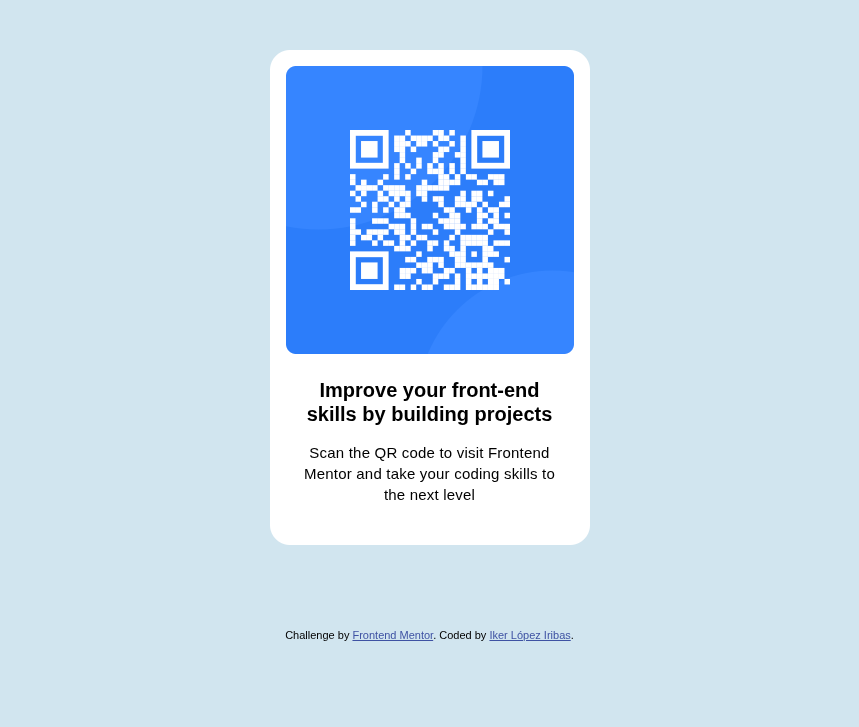 Improve your front-end
skills by building projects
Scan the QR code to visit Frontend
Mentor and take your coding skills to
the next level
Challenge by Frontend Mentor. Coded by Iker López Iribas.